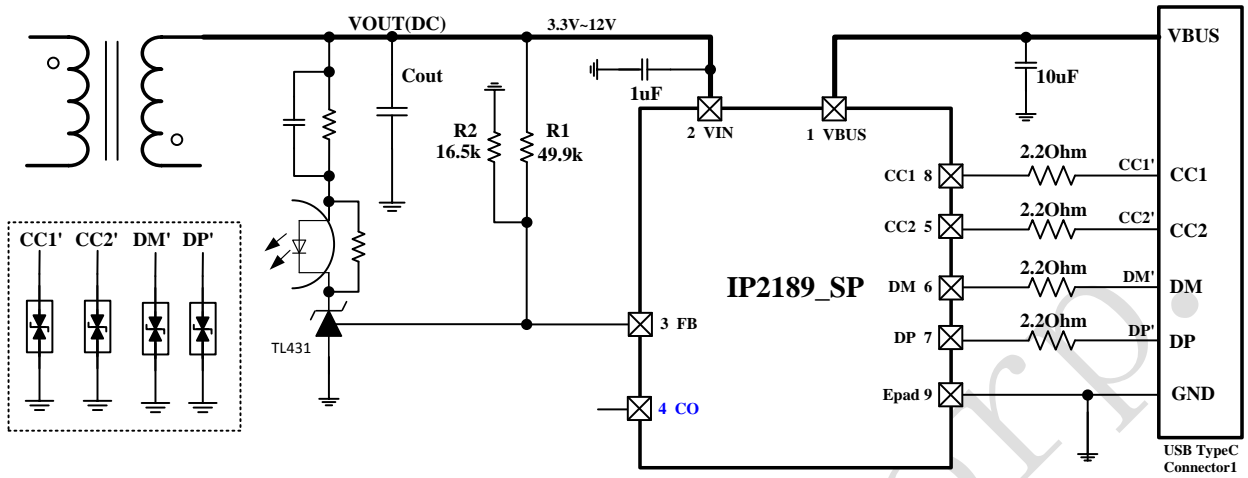 VOUT(DC)
3.3V~12V
VBUS
Cout
1uF
10uF
2 VIN
1 VBUS
R2
16.5k
R1
49.9k
2.2Ohm
CC1 8
CC1'
CC1
2.2Ohm
CC2 5
CC2'
CC2
CC1' CC2' DM' DP'
IP2189_SP
2.2Ohm
DM 6
DM'
DM
2.2Ohm
DP 7
DP'
DP
3 FB
TL431
Epad 9
GND
4 CO
USB TypeC
Connector1
orp.